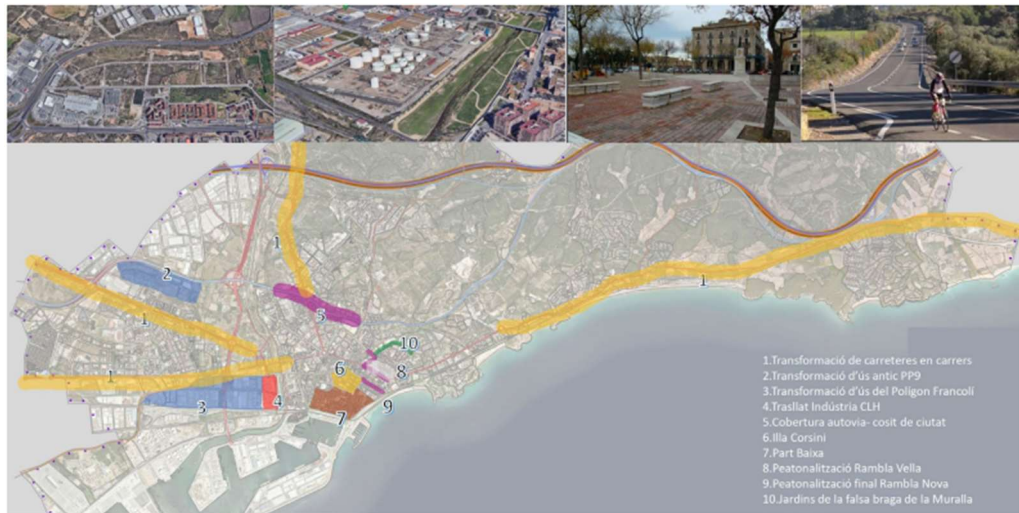 1
2
5
1
1
10
1
6
8
3
4
7
9
1.Transformació de carreteres en carrers
2.Transformació d'ús antic PP9
3.Transformació d'ús del Polígon Francolí
4.Trasllat Indústria CLH
5.Cobertura autovia- cosit de ciutat
6.Illa Corsini
7.Part Baixa
8.Peatonalització Rambla Vella
9.Peatonalització final Rambla Nova
10.Jardins de la falsa braga de la Muralla